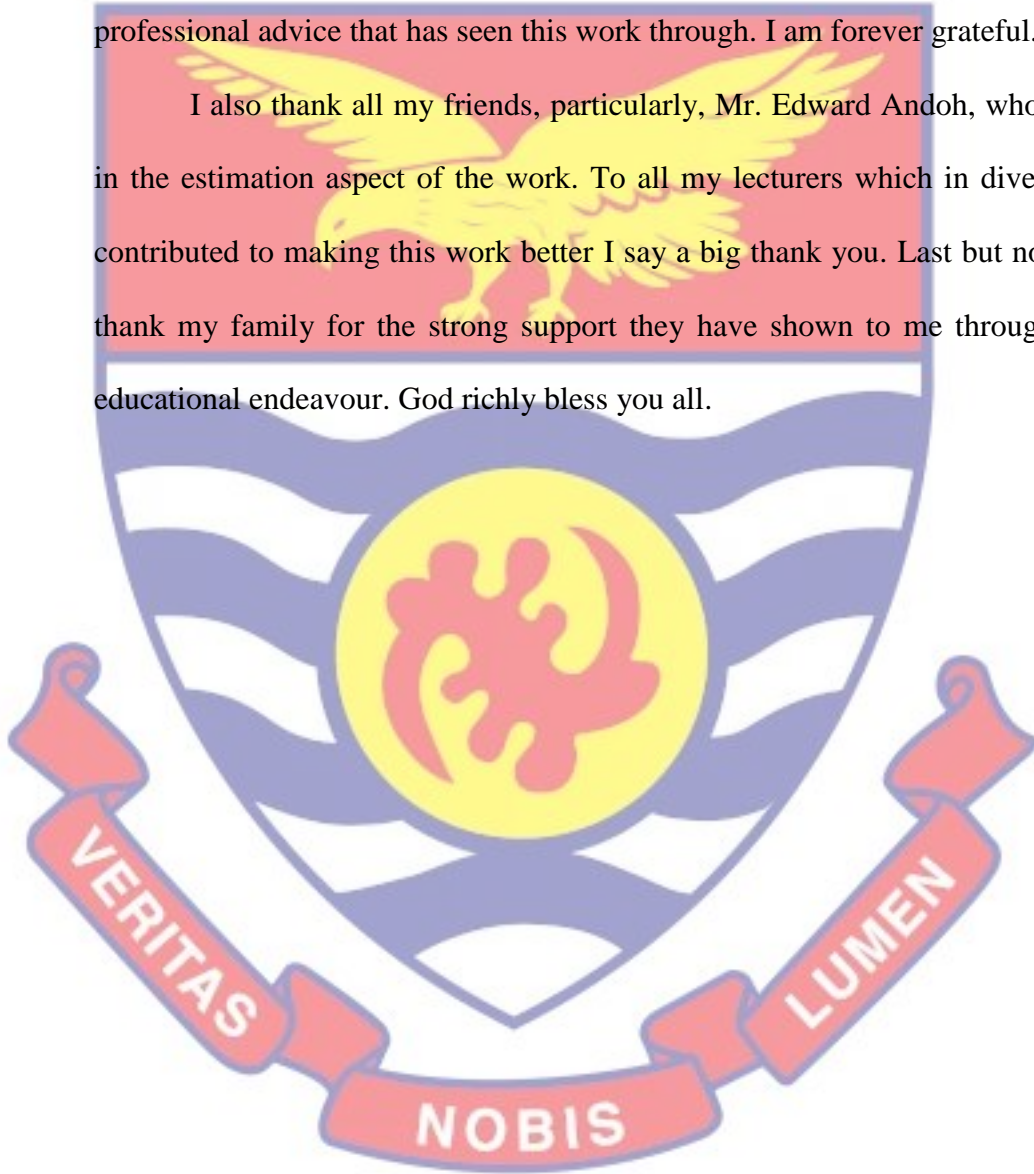 professional advice that has seen this work through. I am forever grateful.
I also thank all my friends, particularly, Mr. Edward Andoh, who
in the estimation aspect of the work. To all my lecturers which in dive
contributed to making this work better I say a big thank you. Last but no
thank my family for the strong support they have shown to me throug
educational endeavour. God richly bless you all.
VERITAS
NOBIS
LUMEN